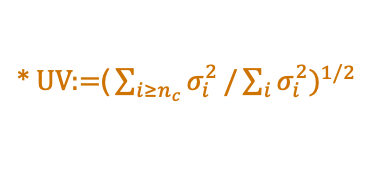 * UV:=(∑_{i≥n_c} σ_i^2 / ∑_i σ_i^2)^{1/2}